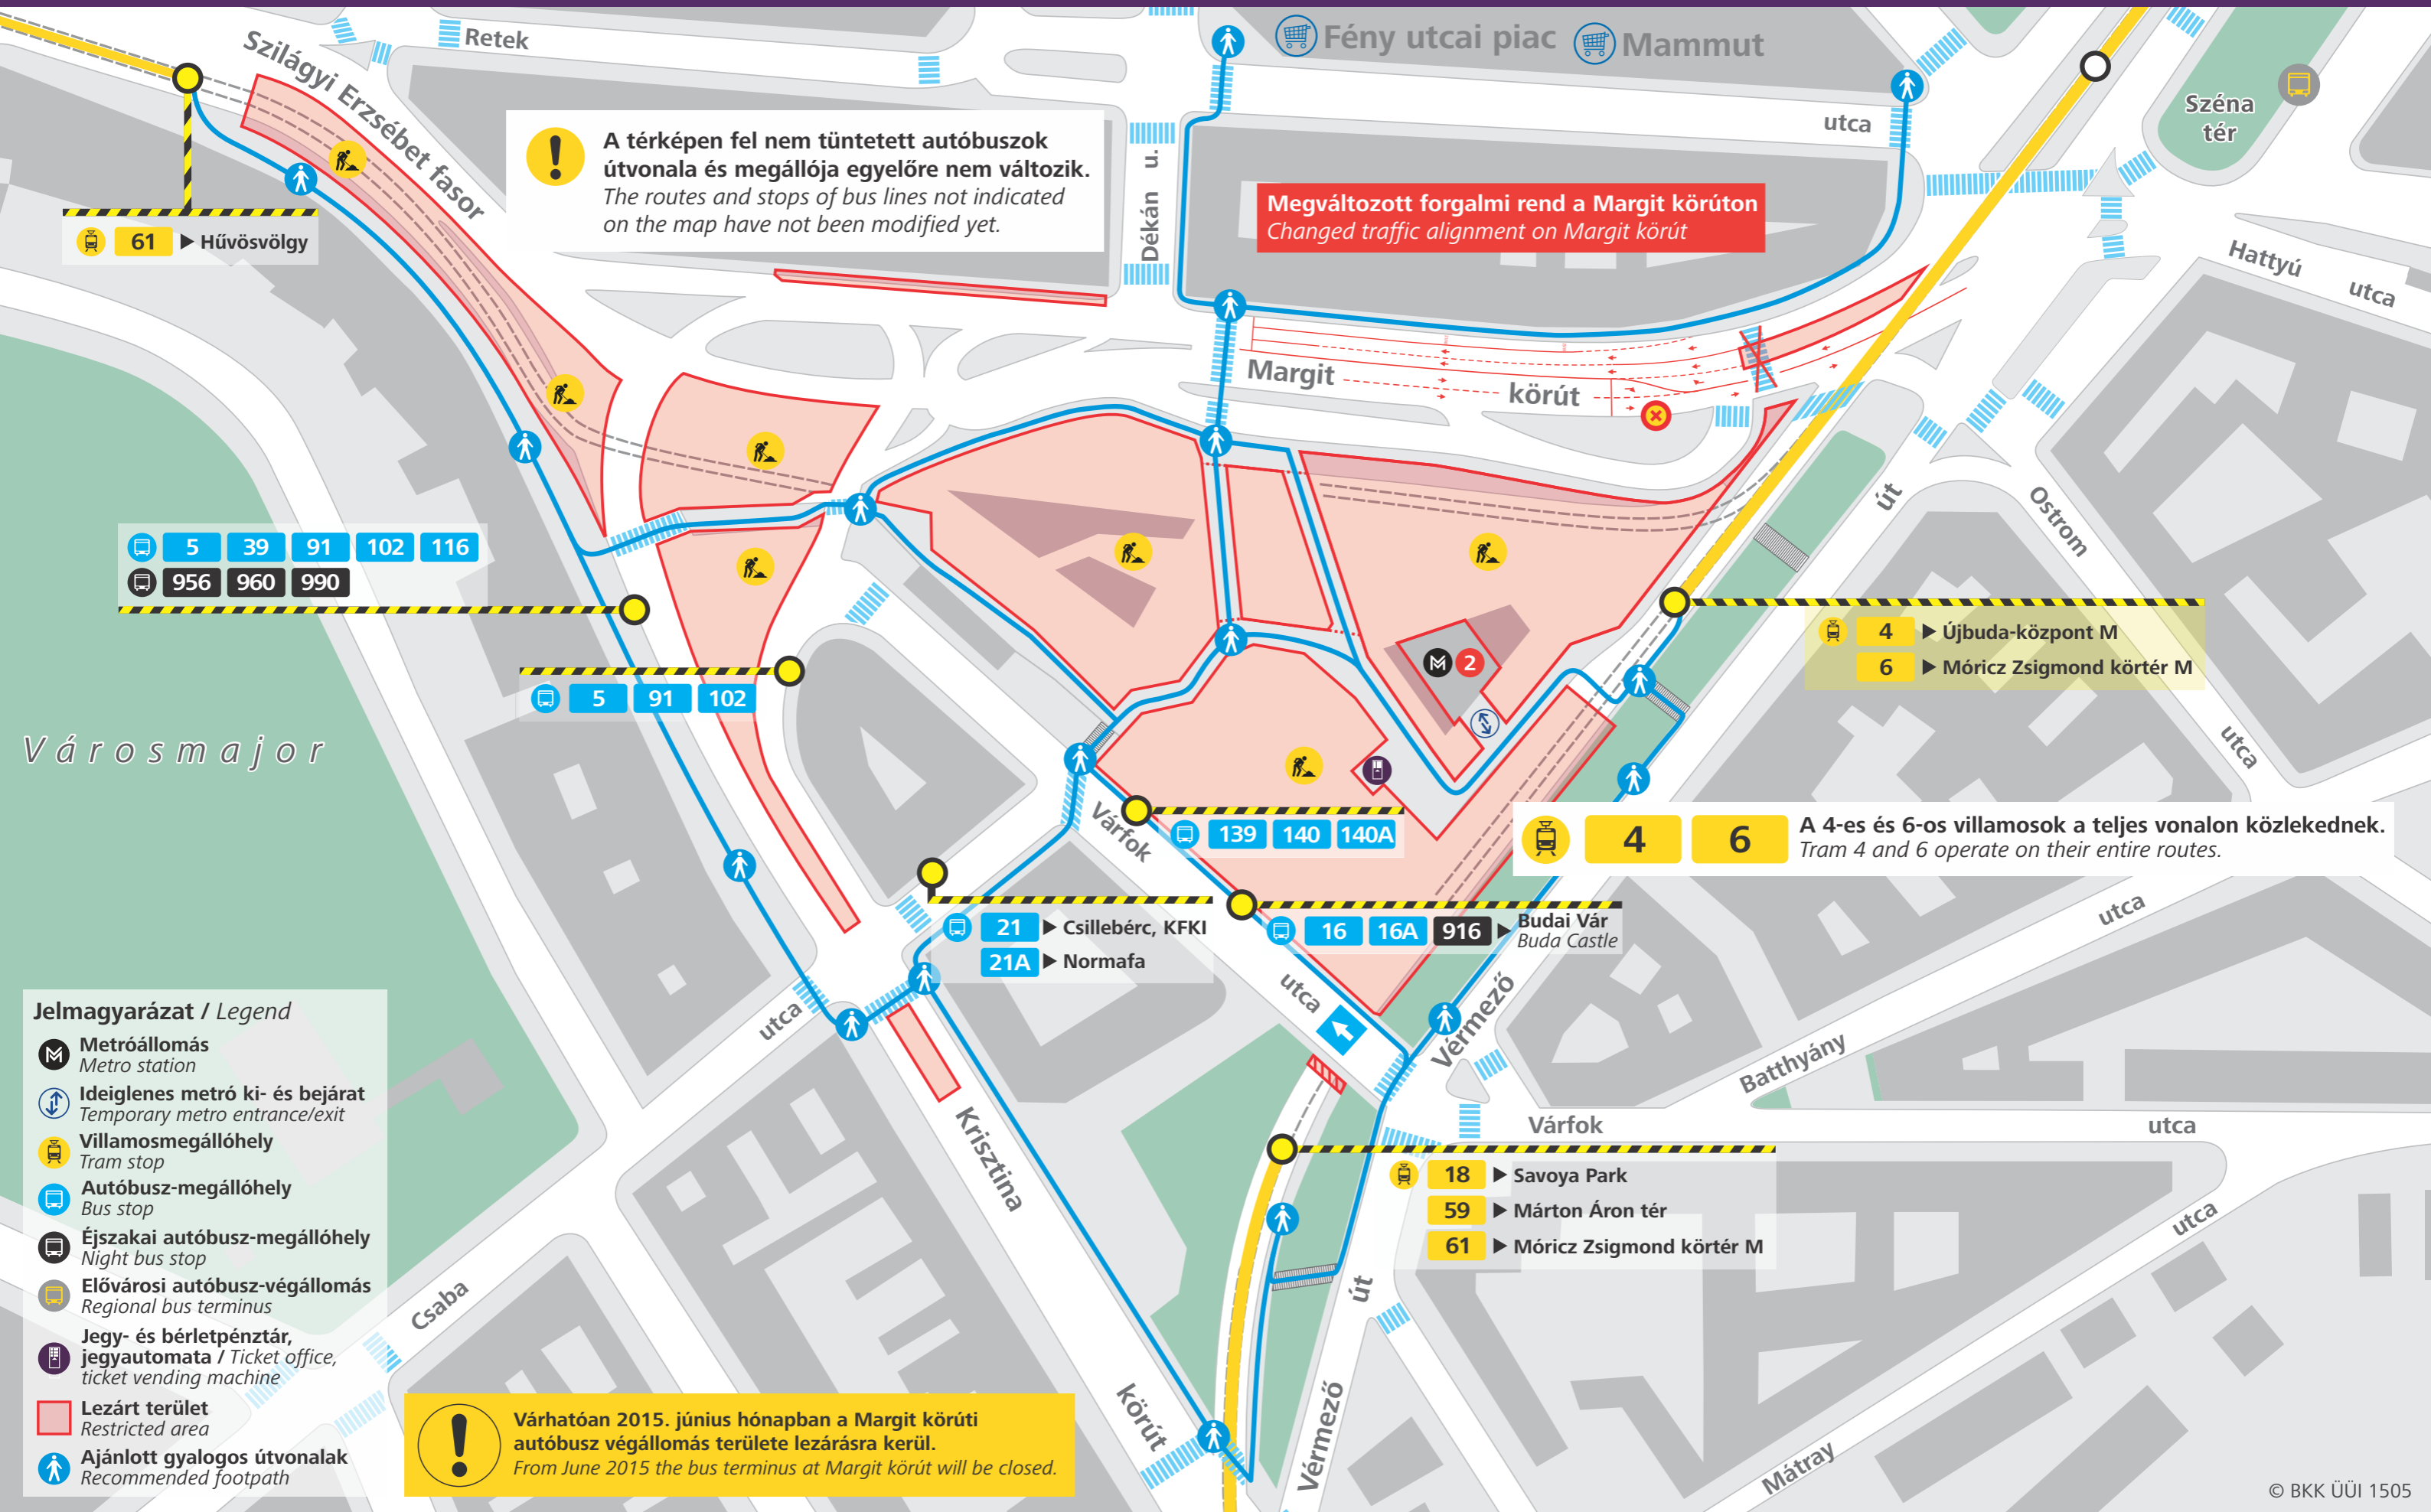 Retek
utca
Fény utcai piac
Mammut
Széna
tér
Szilágyi Erzsébet fasor
A térképen fel nem tüntetett autóbuszok
útvonala és megállója egyelőre nem változik.
The routes and stops of bus lines not indicated
on the map have not been modified yet.
Dékán u.
Megváltozott forgalmi rend a Margit körúton
Changed traffic alignment on Margit körút
61 ▶ Hűvösvölgy
Hattyú utca
Margit körút
út
Ostrom utca
5 39 91 102 116
956 960 990
4 ▶ Újbuda-központ M
6 ▶ Móricz Zsigmond körtér M
M 2
5 91 102
Városmajor
Várfok utca
139 140 140A
4 6 A 4-es és 6-os villamosok a teljes vonalon közlekednek.
Tram 4 and 6 operate on their entire routes.
21 ▶ Csillebérc, KFKI
21A ▶ Normafa
16 16A 916 ▶ Budai Vár
Buda Castle
utca
Batthyány utca
Vérmező út
Várfok utca
Krisztina körút
18 ▶ Savoya Park
59 ▶ Márton Áron tér
61 ▶ Móricz Zsigmond körtér M
Csaba
Vérmező
Mátray utca
Jelmagyarázat / Legend
Metróállomás
Metro station
Ideiglenes metró ki- és bejárat
Temporary metro entrance/exit
Villamosmegállóhely
Tram stop
Autóbusz-megállóhely
Bus stop
Éjszakai autóbusz-megállóhely
Night bus stop
Elővárosi autóbusz-végállomás
Regional bus terminus
Jegy- és bérletpénztár,
jegyautomata / Ticket office,
ticket vending machine
Lezárt terület
Restricted area
Ajánlott gyalogos útvonalak
Recommended footpath
Várhatóan 2015. június hónapban a Margit körúti
autóbusz végállomás területe lezárásra kerül.
From June 2015 the bus terminus at Margit körút will be closed.
© BKK ÜÜI 1505